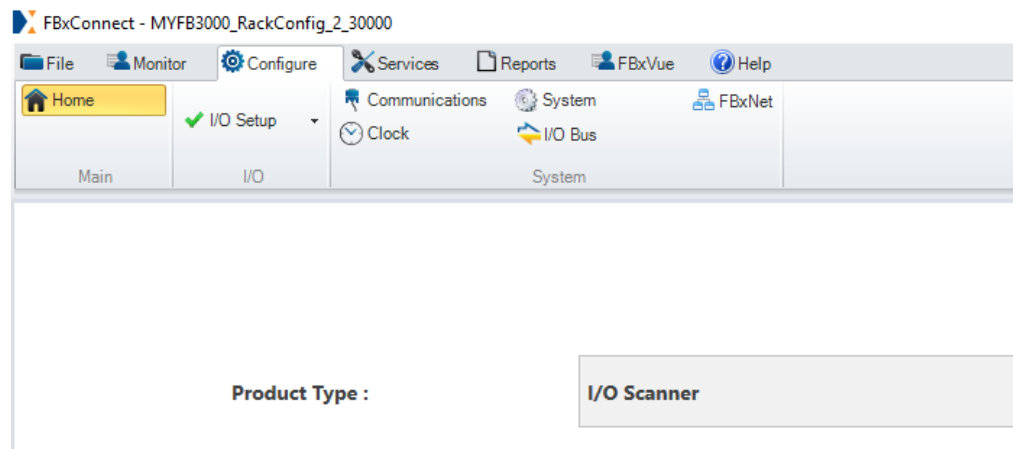 FBxConnect - MYFB3000_RackConfig_2_30000
File Monitor Configure Services Reports FBxVue Help
Home I/O Setup Communications System FBxNet
Clock I/O Bus
Main I/O System
Product Type : I/O Scanner